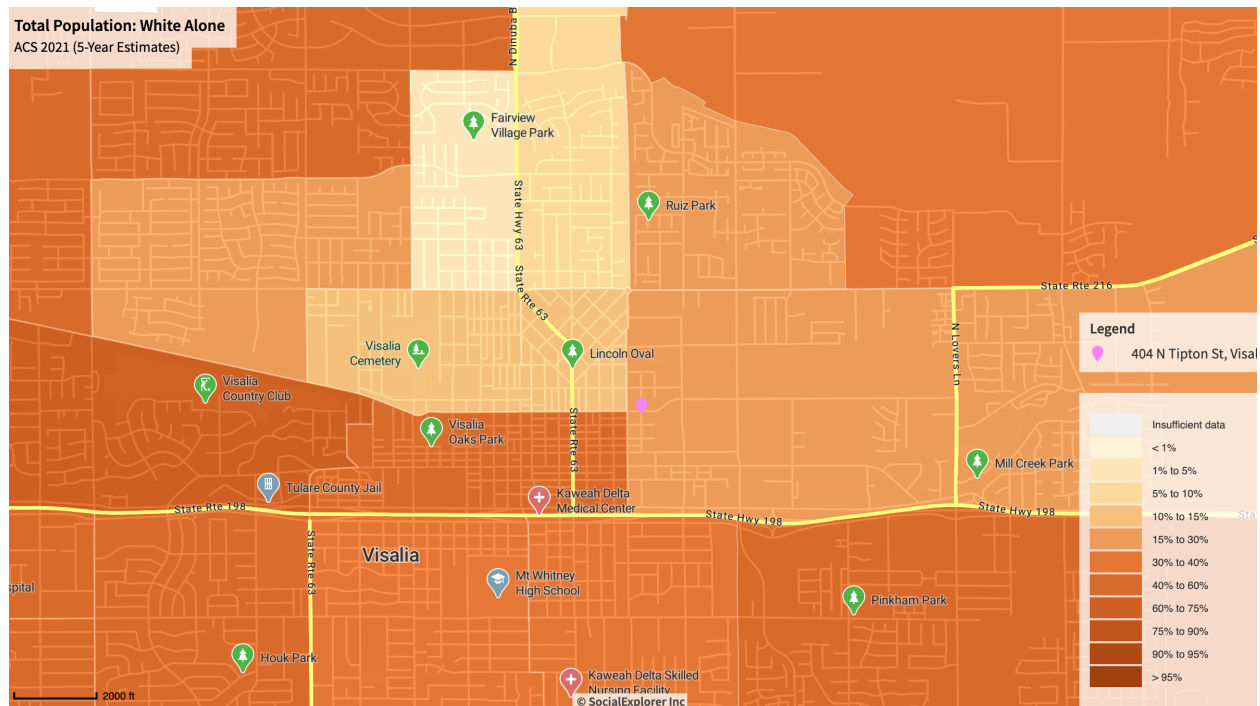 Total Population: White Alone
ACS 2021 (5-Year Estimates)
N Dinuba B
Fairview
Village Park
State Hwy 63
Ruiz Park
State Rte 63
State Rte 216
Visalia
Cemetery
Lincoln Oval
N Lovers Ln
Legend
404 N Tipton St, Visal
Visalia
Country Club
Visalia
Oaks Park
State Rte 63
Mill Creek Park
Tulare County Jail
Kaweah Delta
Medical Center
State Rte 198
State Hwy 198
State Hwy 198
Sta
State Rte 63
Visalia
Mt Whitney
High School
spital
Pinkham Park
Houk Park
Kaweah Delta Skilled
Nursing Facility
2000 ft
© SocialExplorer Inc
Insufficient data
< 1%
1% to 5%
5% to 10%
10% to 15%
15% to 30%
30% to 40%
40% to 60%
60% to 75%
75% to 90%
90% to 95%
> 95%